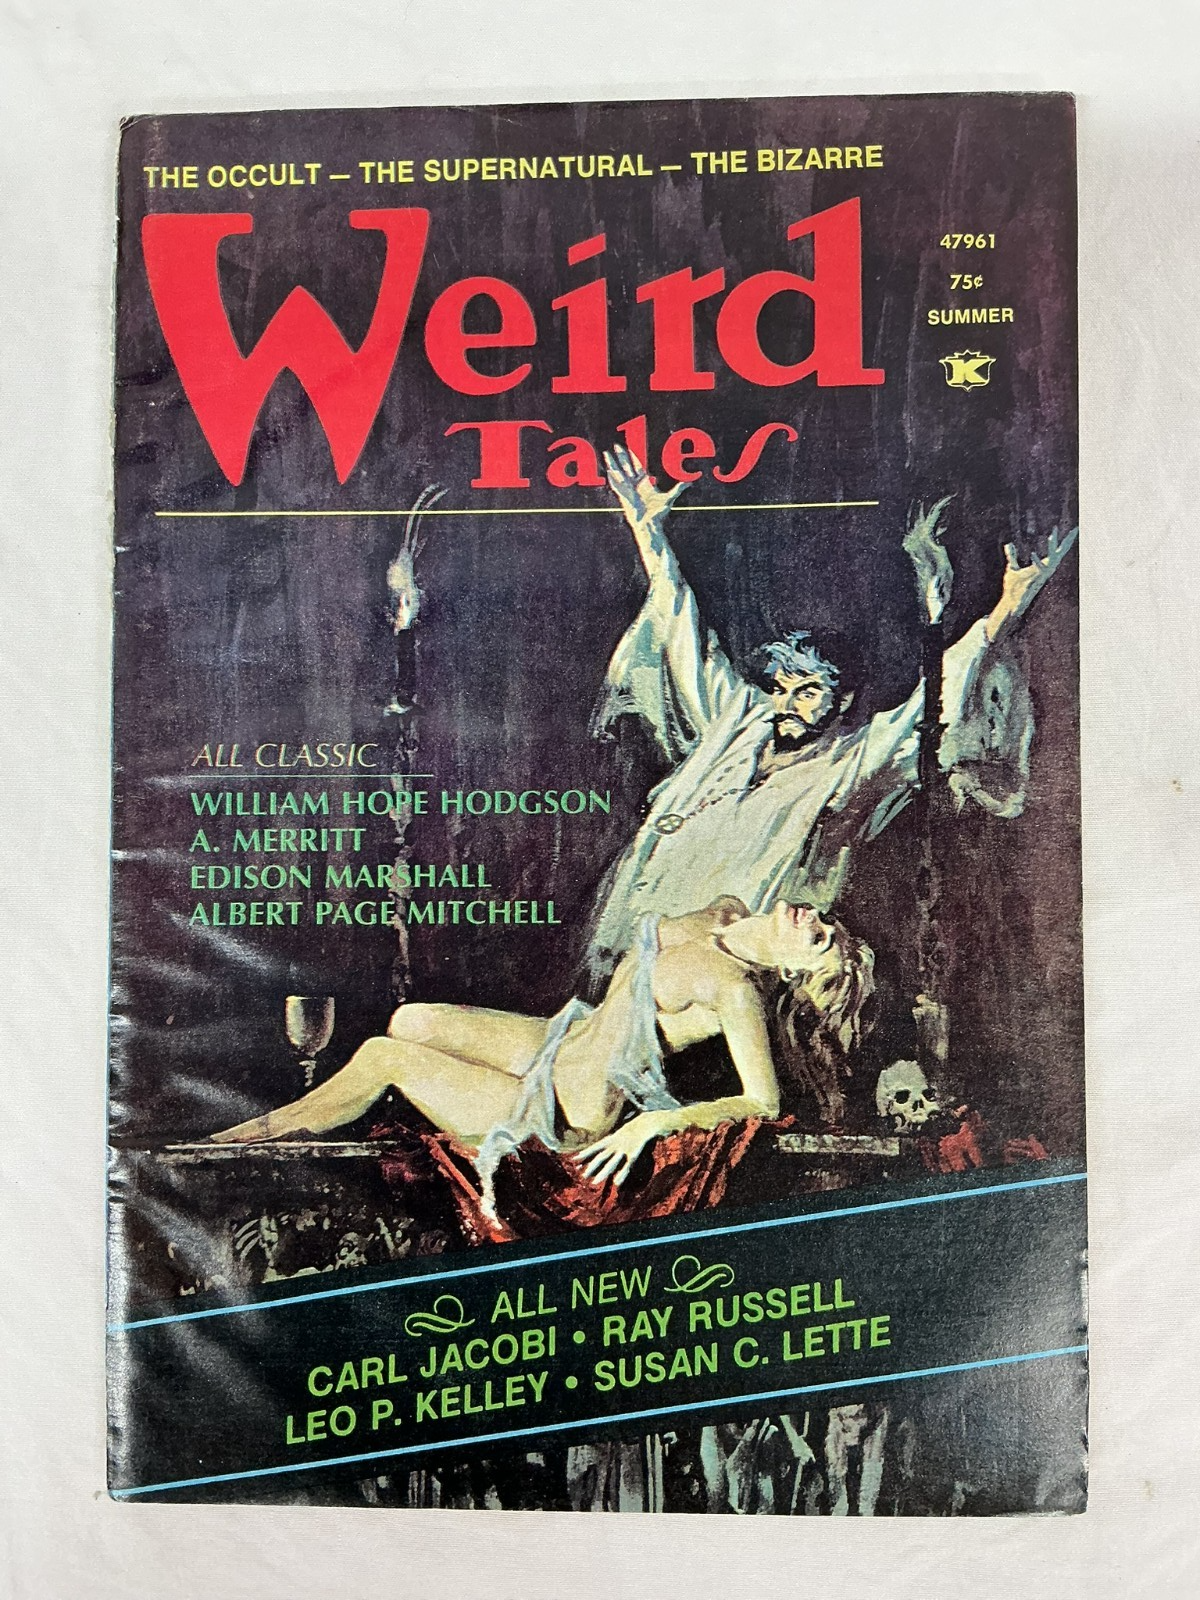 THE OCCULT — THE SUPERNATURAL — THE BIZARRE
Weird
Tales
47961
75¢
SUMMER
K
ALL CLASSIC
WILLIAM HOPE HODGSON
A. MERRITT
EDISON MARSHALL
ALBERT PAGE MITCHELL
ALL NEW
CARL JACOBI • RAY RUSSELL
LEO P. KELLEY • SUSAN C. LETTE